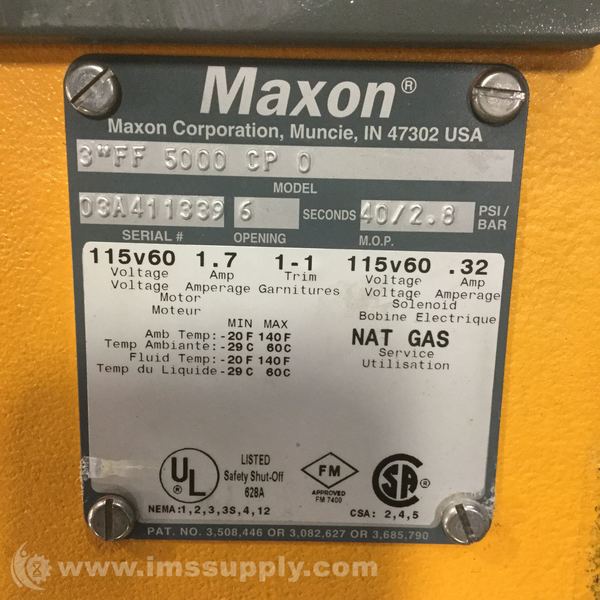 Maxon®
Maxon Corporation, Muncie, IN 47302 USA
3"FF 5000 CP O
MODEL
03A411339 6 SECONDS 40/2.8 PSI/
BAR
SERIAL # OPENING M.O.P.
115v60 1.7 1-1 115v60 .32
Voltage Amp Trim Voltage Amp
Voltage Amperage Garnitures Voltage Amperage
Motor Solenoid
Moteur Bobine Electrique
MIN MAX
Amb Temp:-20F 140F
Temp Ambiante:-29C 60C
Fluid Temp:-20F 140F
Temp du Liquide-29C 60C
NAT GAS
Service
Utilisation
UL
LISTED
Safety Shut-Off
628A
FM
APPROVED
FM 7400
SA
NEMA:1,2,3,3S,4,12 CSA: 2,4,5
PAT. NO. 3,508,446 OR 3,082,627 OR 3,685,790
© www.imssupply.com/